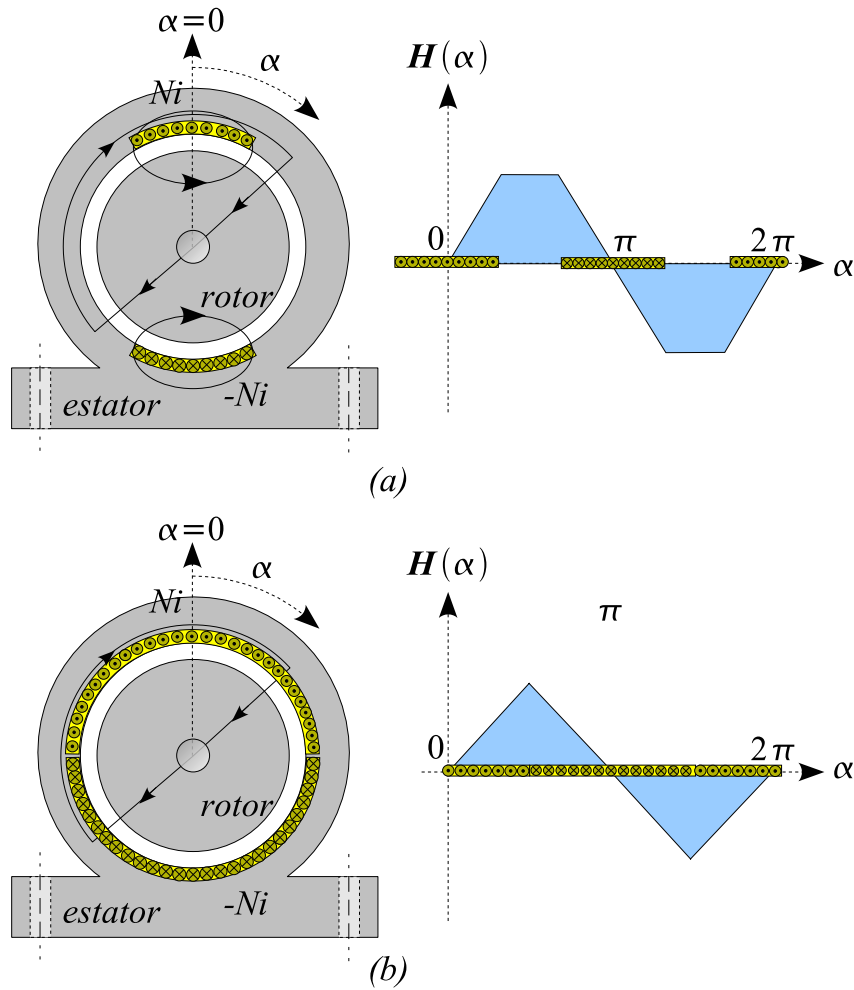 α=0
α
Ni
H(α)
0
π
2π
α
rotor
estator
-Ni
(a)
α=0
α
Ni
H(α)
π
0
2π
α
rotor
estator
-Ni
(b)